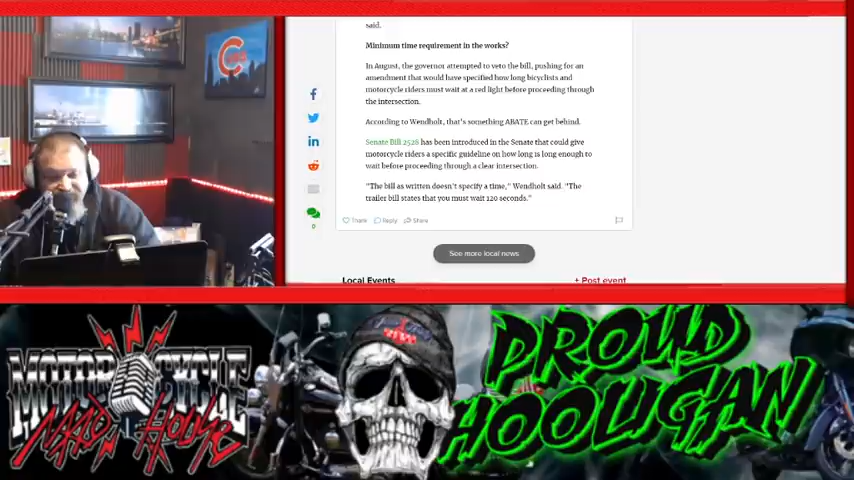 said.
Minimum time requirement in the works?
In August, the governor attempted to veto the bill, pushing for an
amendment that would have specified how long bicyclists and
motorcycle riders must wait at a red light before proceeding through
the intersection.
According to Wendholt, that's something ABATE can get behind.
Senate Bill 2526 has been introduced in the Senate that could give
motorcycle riders a specific guideline on how long is long enough to
wait before proceeding through a clear intersection.
"The bill as written doesn't specify a time," Wendholt said. "The
trailer bill states that you must wait 120 seconds."
0
Thank Reply Share
See more local news
Local Events + Post event
MOTORCYCLE
MAD HOUSE
PROUD
HOOLIGAN